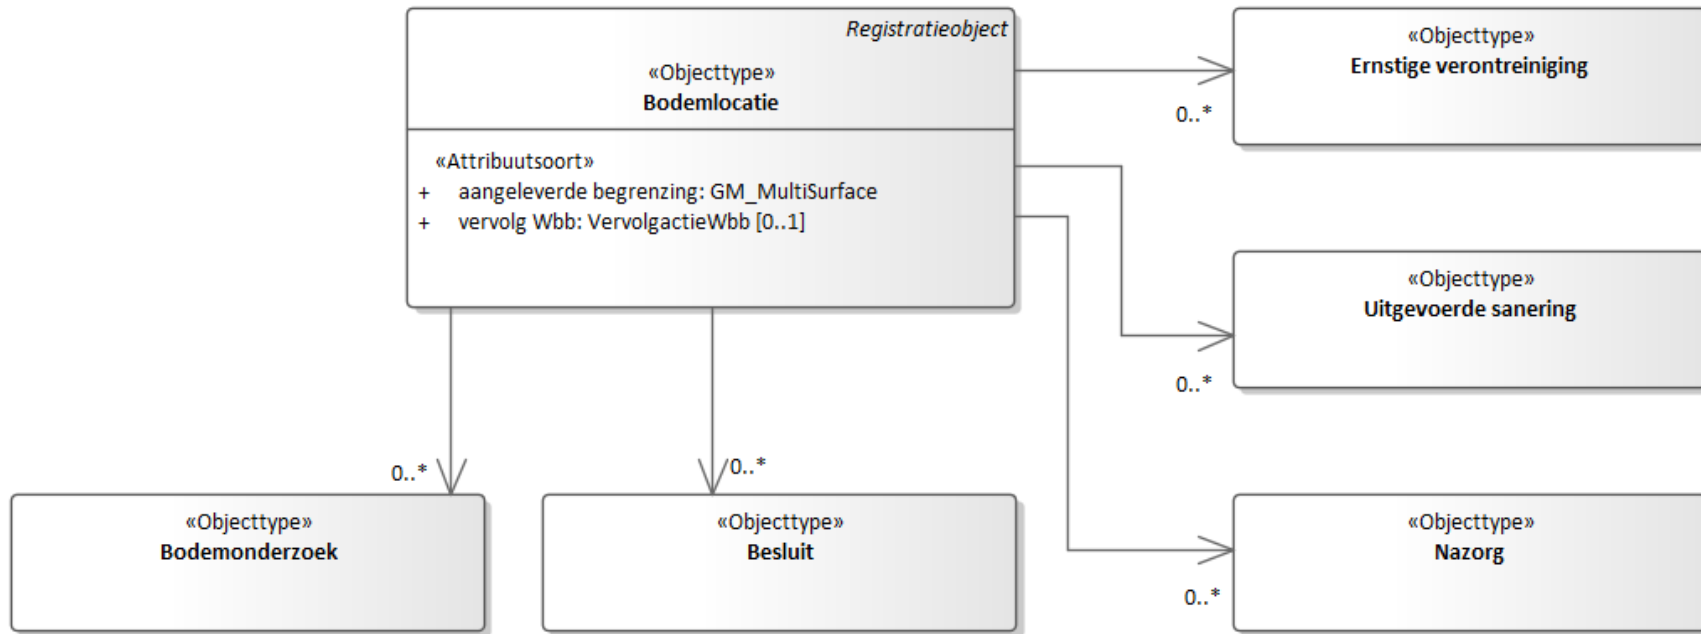 Registratieobject
«Objecttype»
Bodemlocatie
«Attribuutsoort»
+ aangeleverde begrenzing: GM_MultiSurface
+ vervolg Wbb: VervolgactieWbb [0..1]
«Objecttype»
Ernstige verontreiniging
0..*
«Objecttype»
Uitgevoerde sanering
0..*
0..*
«Objecttype»
Bodemonderzoek
0..*
«Objecttype»
Besluit
«Objecttype»
Nazorg
0..*